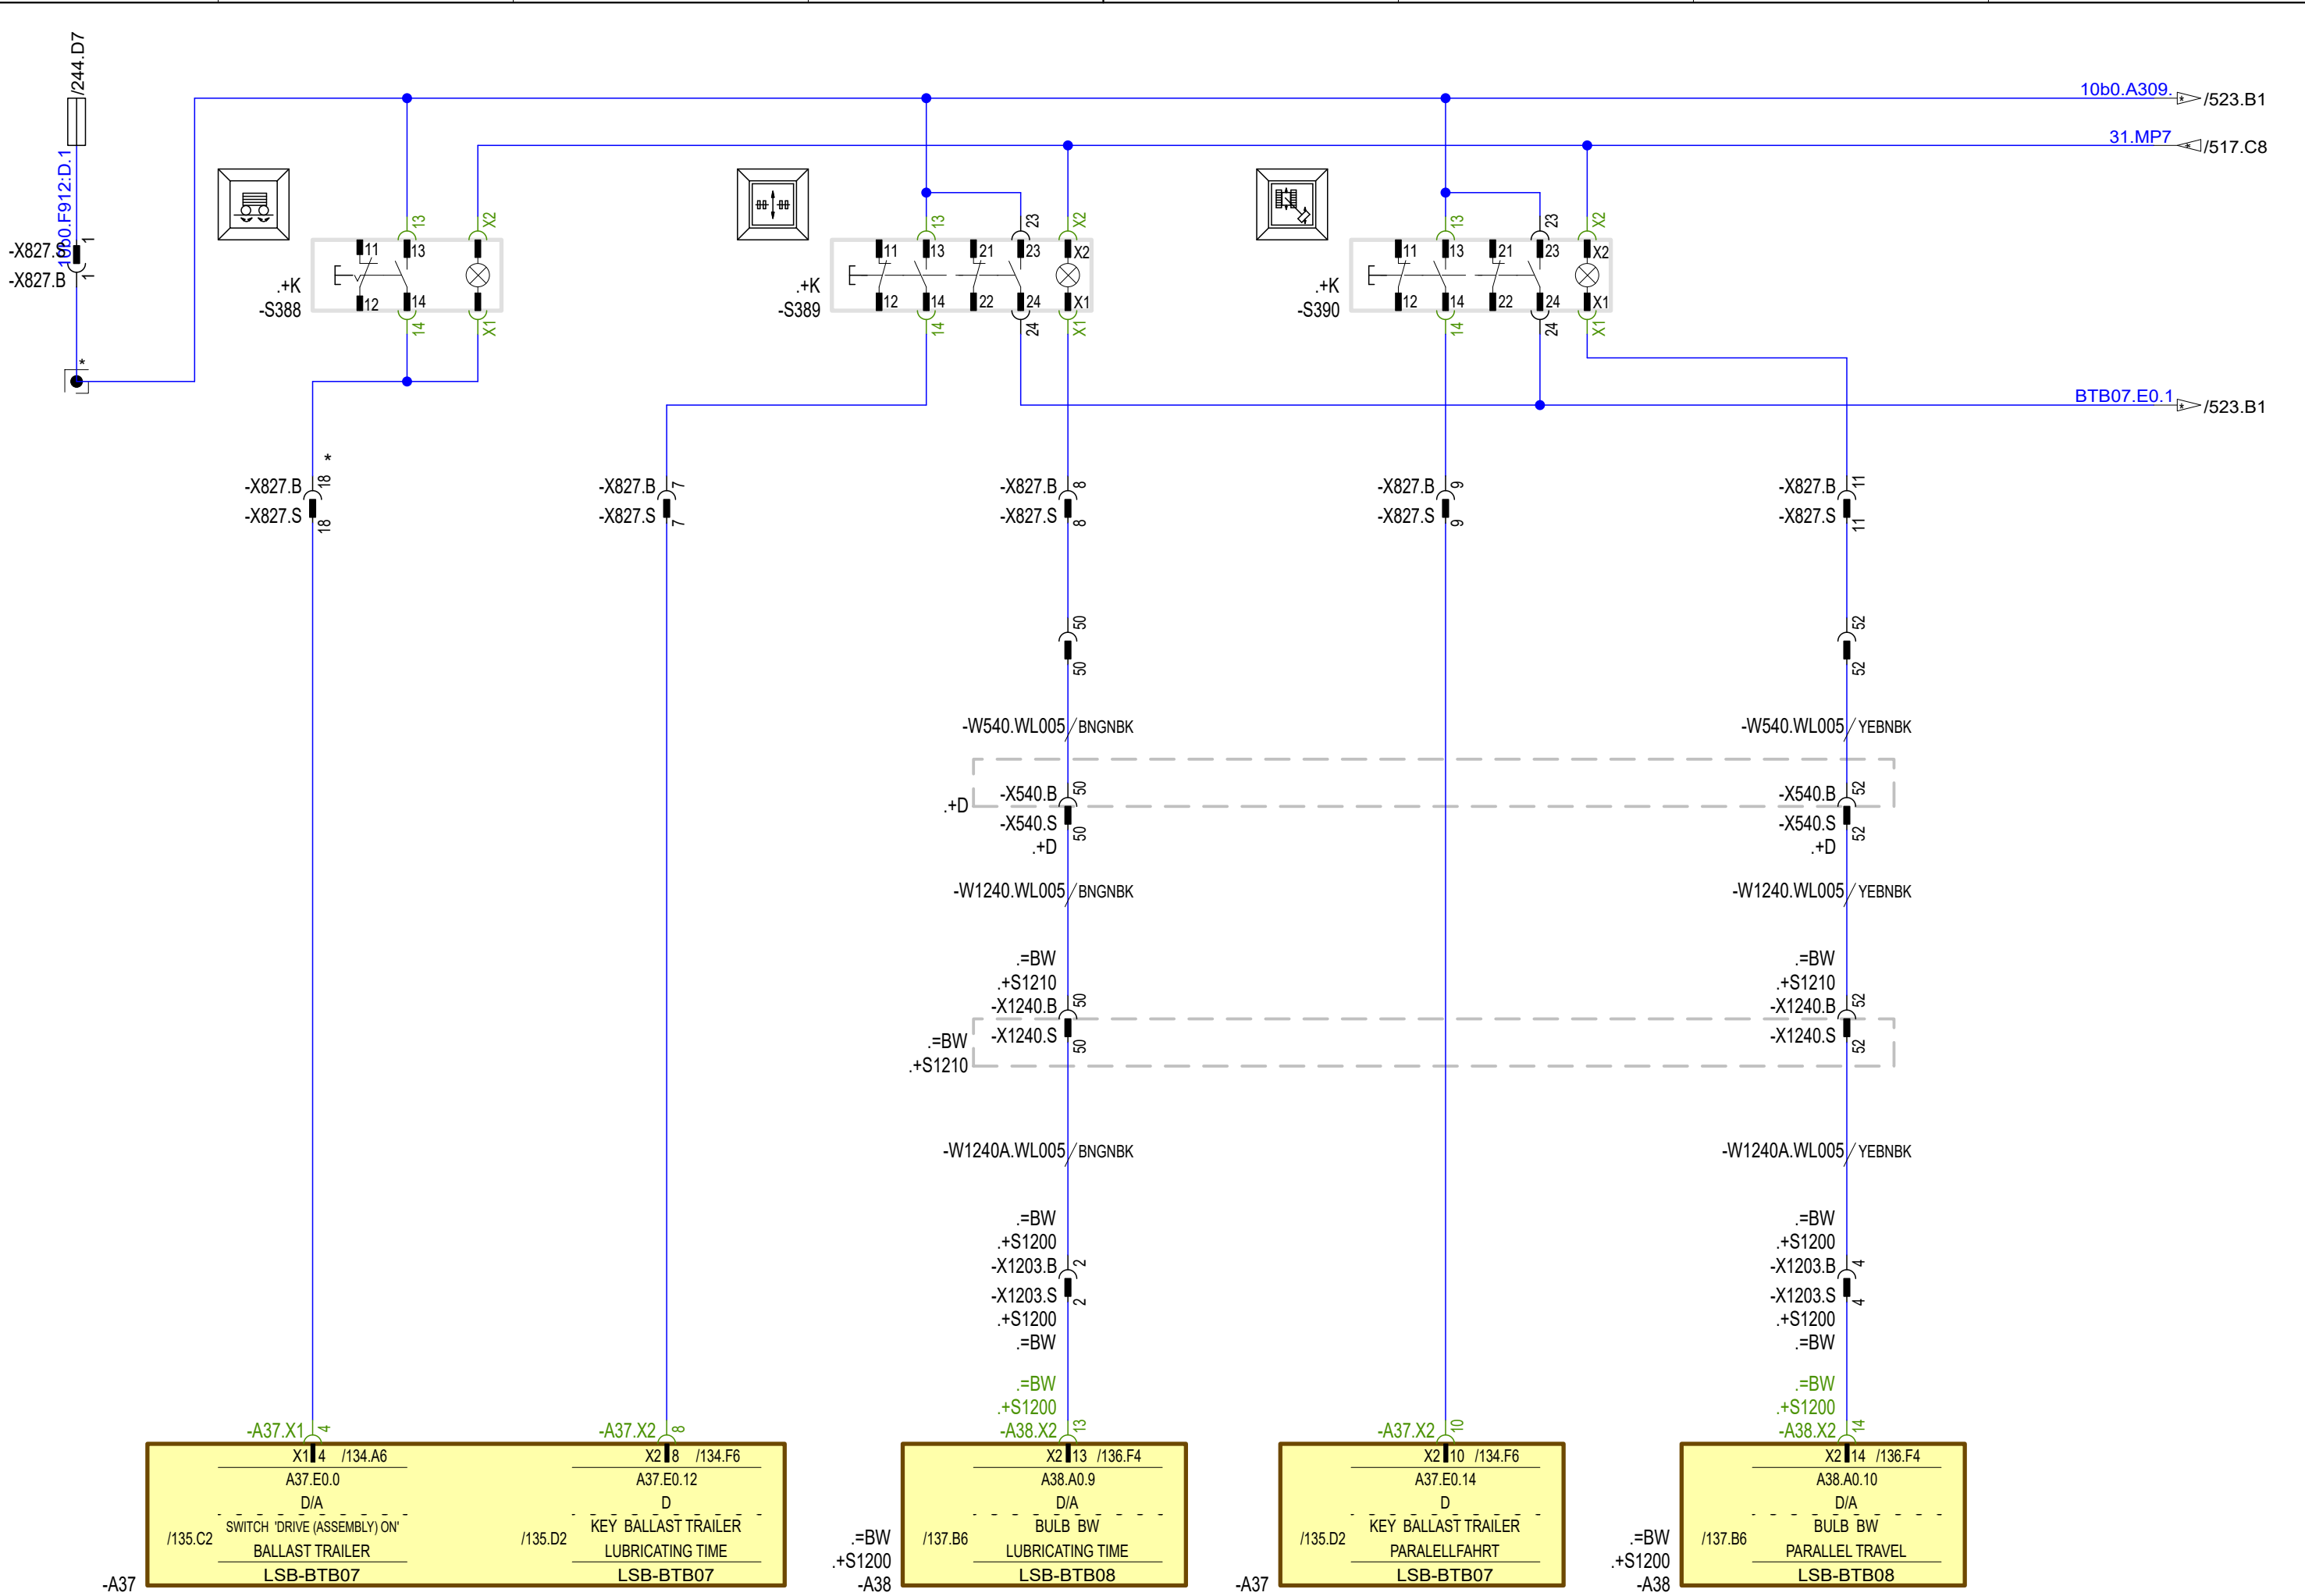 /244.D7
10b0.A309.
* /523.B1
31.MP7
* /517.C8
10b0.F912:D.1
-X827.S 1
-X827.B 1
*
13 X2
11 13
12 14
.+K
-S388
14 X1
13 23 X2
11 13 21 23 X2
12 14 22 24 X1
.+K
-S389
14 24 X1
13 23 X2
11 13 21 23 X2
12 14 22 24 X1
.+K
-S390
14 24 X1
BTB07.E0.1
* /523.B1
*
-X827.B 18
-X827.S 18
-X827.B 7
-X827.S 7
-X827.B 8
-X827.S 8
-X827.B 9
-X827.S 9
-X827.B 11
-X827.S 11
50
50
52
52
-W540.WL005 BNGNBK
-W540.WL005 YEBNBK
.+D
-X540.B 50
-X540.S 50
.+D
-X540.B 52
-X540.S 52
.+D
-W1240.WL005 BNGNBK
-W1240.WL005 YEBNBK
.=BW
.+S1210
-X1240.B 50
-X1240.S 50
.=BW
.+S1210
.=BW
.+S1210
-X1240.B 52
-X1240.S 52
-W1240A.WL005 BNGNBK
-W1240A.WL005 YEBNBK
.=BW
.+S1200
-X1203.B 2
-X1203.S 2
.+S1200
.=BW
.=BW
.+S1200
-X1203.B 4
-X1203.S 4
.+S1200
.=BW
-A37.X1 4
X1 4 /134.A6
A37.E0.0
D/A
SWITCH 'DRIVE (ASSEMBLY) ON'
/135.C2
BALLAST TRAILER
LSB-BTB07
-A37
-A37.X2 8
X2 8 /134.F6
A37.E0.12
D
KEY BALLAST TRAILER
/135.D2
LUBRICATING TIME
LSB-BTB07
.=BW
.+S1200
-A38.X2 13
X2 13 /136.F4
A38.A0.9
D/A
BULB BW
/137.B6
LUBRICATING TIME
LSB-BTB08
.=BW
.+S1200
-A38
-A37.X2 10
X2 10 /134.F6
A37.E0.14
D
KEY BALLAST TRAILER
/135.D2
PARALELLFAHRT
LSB-BTB07
-A37
.=BW
.+S1200
-A38.X2 14
X2 14 /136.F4
A38.A0.10
D/A
BULB BW
/137.B6
PARALLEL TRAVEL
LSB-BTB08
.=BW
.+S1200
-A38